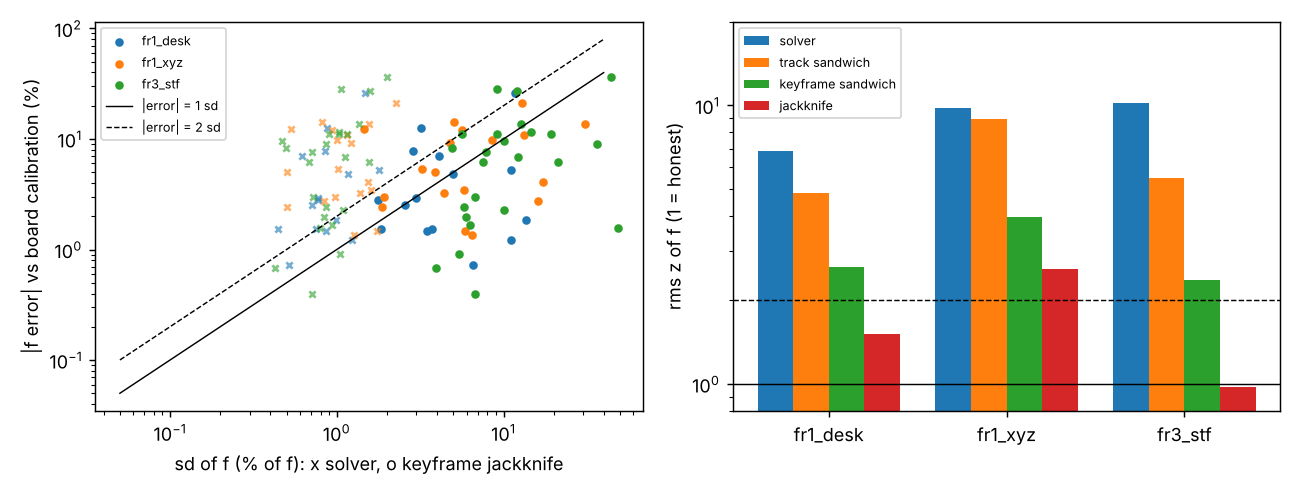 |f error| vs board calibration (%)
10²
10¹
10⁰
10⁻¹
fr1_desk
fr1_xyz
fr3_stf
|error| = 1 sd
|error| = 2 sd
10⁻¹
10⁰
10¹
sd of f (% of f): x solver, o keyframe jackknife
rms z of f (1 = honest)
10¹
10⁰
solver
track sandwich
keyframe sandwich
jackknife
fr1_desk
fr1_xyz
fr3_stf